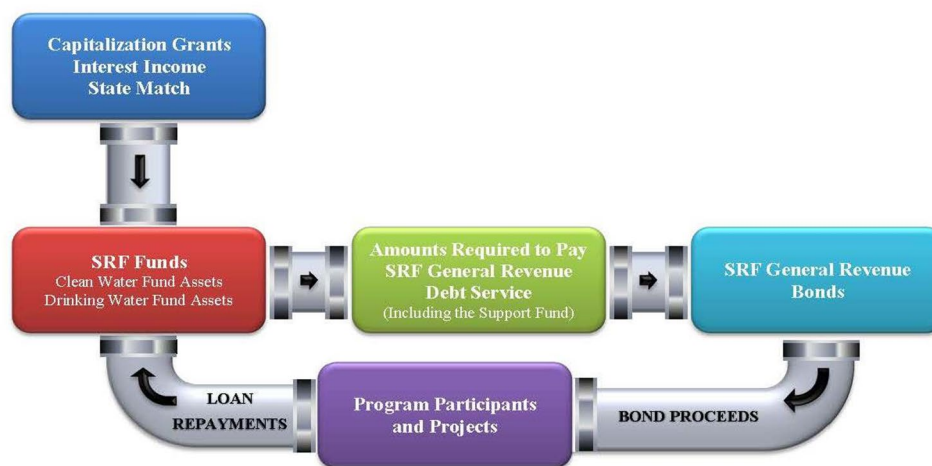 Capitalization Grants
Interest Income
State Match
SRF Funds
Clean Water Fund Assets
Drinking Water Fund Assets
Amounts Required to Pay
SRF General Revenue
Debt Service
(Including the Support Fund)
SRF General Revenue
Bonds
LOAN
REPAYMENTS
Program Participants
and Projects
BOND PROCEEDS